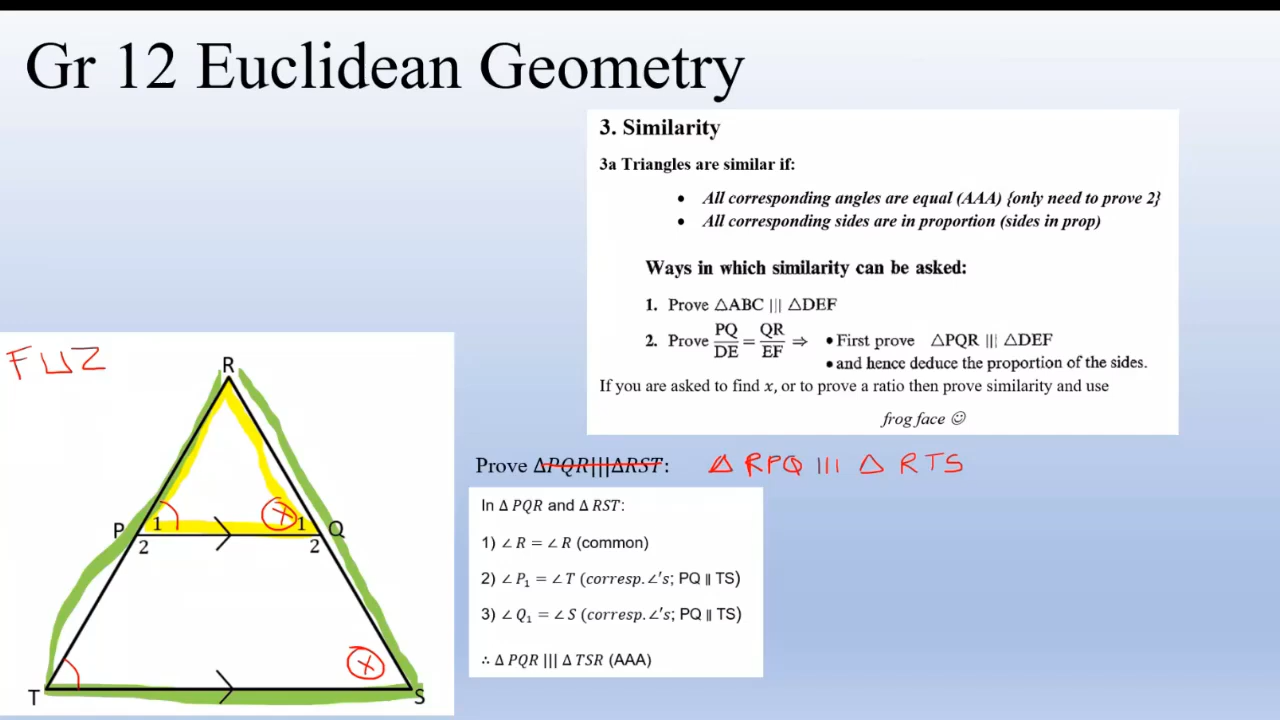 Gr 12 Euclidean Geometry
3. Similarity
3a Triangles are similar if:
• All corresponding angles are equal (AAA) {only need to prove 2}
• All corresponding sides are in proportion (sides in prop)
Ways in which similarity can be asked:
1. Prove △ABC ||| △DEF
2. Prove PQ/DE = QR/EF ⇒ • First prove △PQR ||| △DEF
• and hence deduce the proportion of the sides.
If you are asked to find x, or to prove a ratio then prove similarity and use
frog face ☺
F U Z
R
P 1 1 Q
2 2
T S
Prove ΔPQR|||ΔRST: Δ RPQ ||| Δ RTS
In Δ PQR and Δ RST:
1) ∠ R = ∠ R (common)
2) ∠ P₁ = ∠ T (corresp.∠'s; PQ ∥ TS)
3) ∠ Q₁ = ∠ S (corresp.∠'s; PQ ∥ TS)
∴ Δ PQR ||| Δ TSR (AAA)